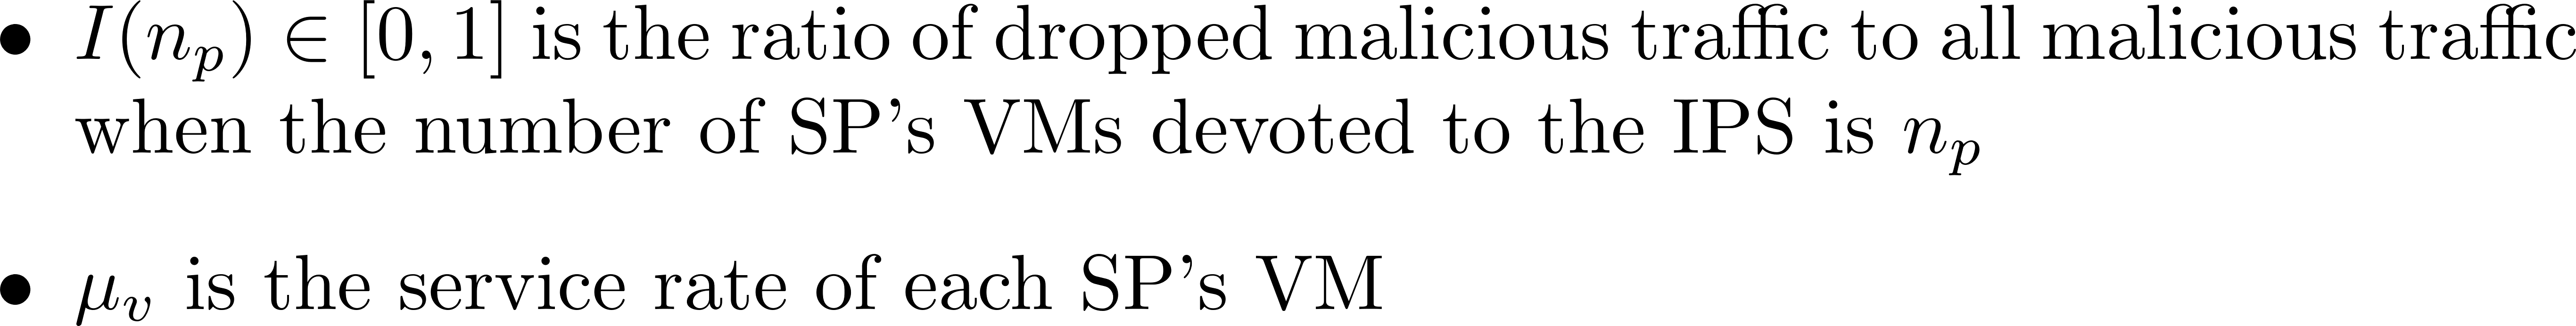 • I(n_p) ∈ [0, 1] is the ratio of dropped malicious traffic to all malicious traffic
when the number of SP's VMs devoted to the IPS is n_p
• μ_v is the service rate of each SP's VM